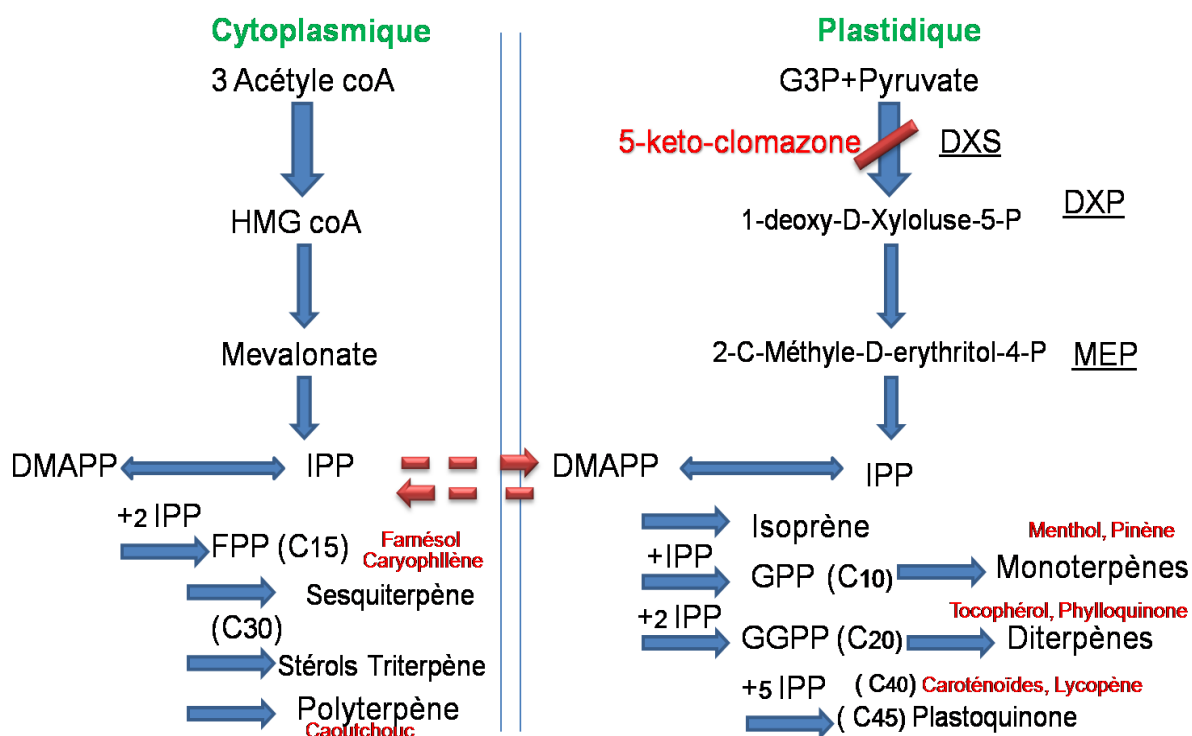 Cytoplasmique
3 Acétyle coA
HMG coA
Mevalonate
DMAPP
IPP
+2 IPP
FPP (C15)
Farnésol
Caryophllène
Sesquiterpène
(C30)
Stérols Triterpène
Polyterpène
Caoutchouc
Plastidique
G3P+Pyruvate
5-keto-clomazone
DXS
1-deoxy-D-Xyloluse-5-P
DXP
2-C-Méthyle-D-erythritol-4-P
MEP
DMAPP
IPP
Isoprène
+IPP
GPP (C10)
Menthol, Pinène
Monoterpènes
+2 IPP
GGPP (C20)
Tocophérol, Phylloquinone
Diterpènes
+5 IPP
(C40) Caroténoïdes, Lycopène
(C45) Plastoquinone